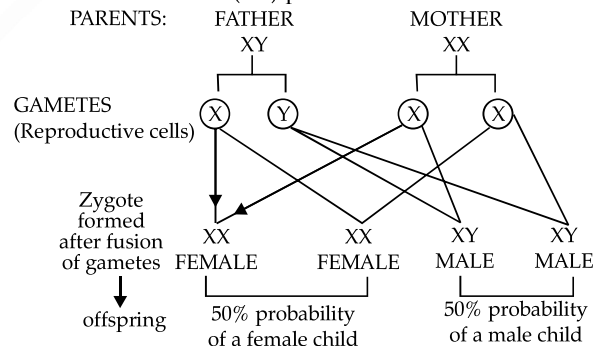 PARENTS: FATHER MOTHER
XY XX
GAMETES
(Reproductive cells)
X Y X X
Zygote
formed
after fusion
of gametes
XX XX XY XY
FEMALE FEMALE MALE MALE
offspring
50% probability
of a female child
50% probability
of a male child